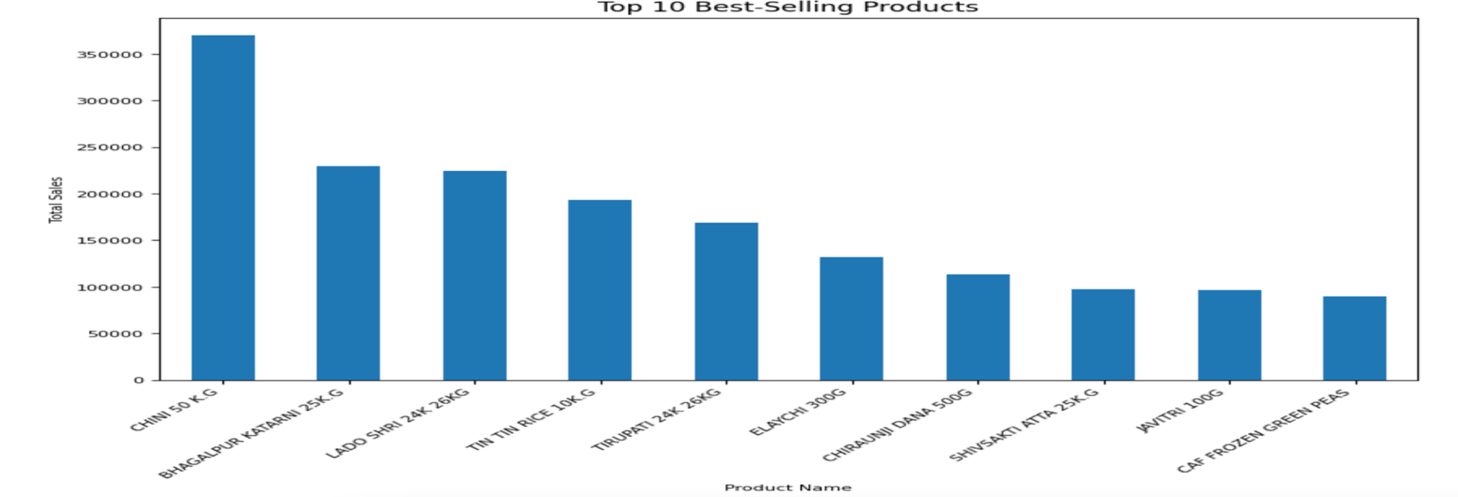 Top 10 Best-Selling Products
Total Sales
350000
300000
250000
200000
150000
100000
50000
0
CHINI 50 K.G
BHAGALPUR KATARNI 25K.G
LADO SHRI 24K 26KG
TIN TIN RICE 10K.G
TIRUPATI 24K 26KG
ELAYCHI 300G
CHIRAUNJI DANA 500G
SHIVSAKTI ATTA 25K.G
JAVITRI 100G
CAF FROZEN GREEN PEAS
Product Name